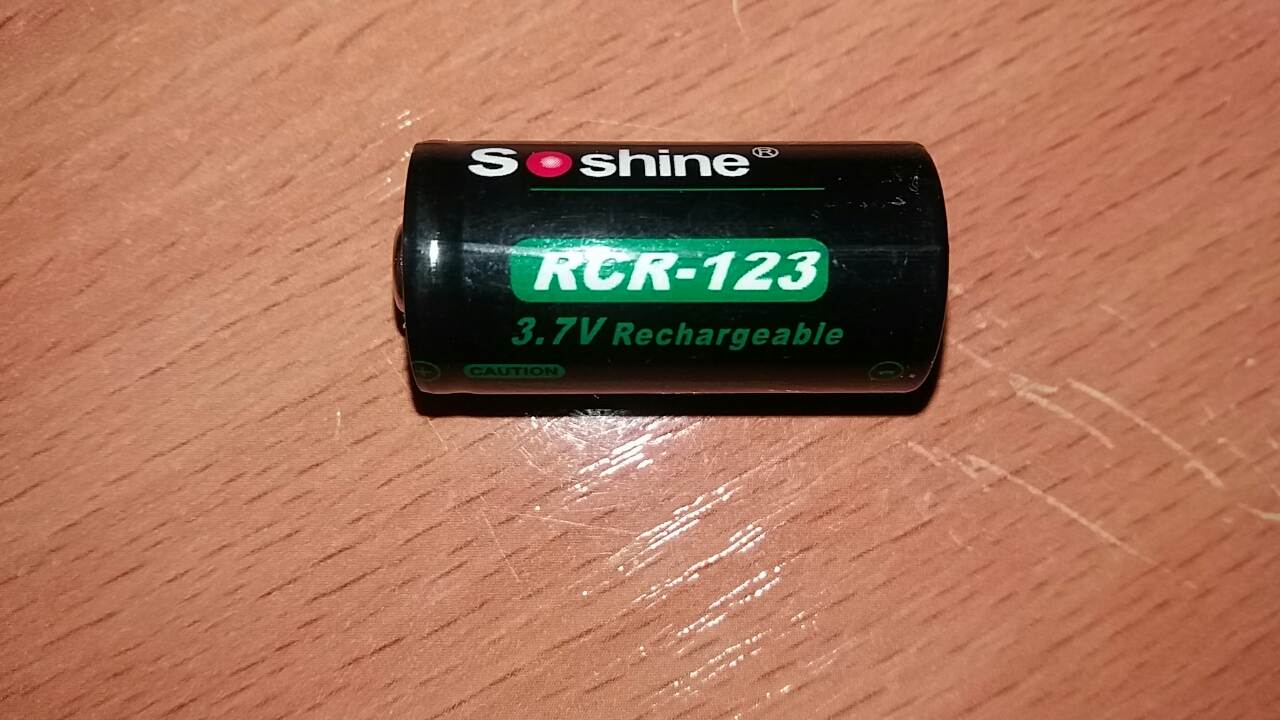 Soshine®
RCR-123
3.7V Rechargeable
+ CAUTION -